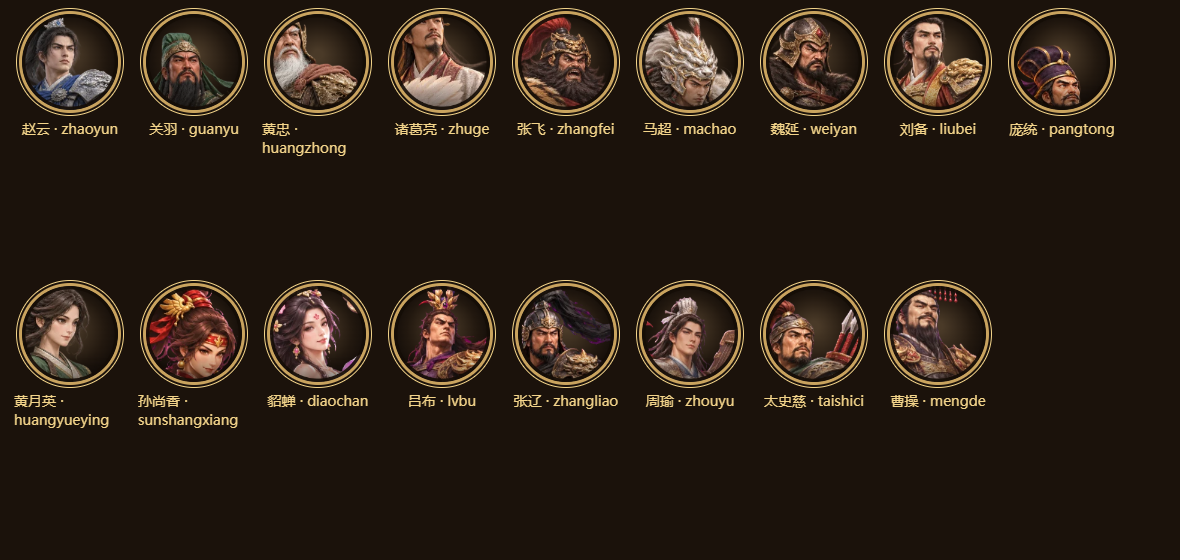 赵云 · zhaoyun
关羽 · guanyu
黄忠 ·
huangzhong
诸葛亮 · zhuge
张飞 · zhangfei
马超 · machao
魏延 · weiyan
刘备 · liubei
庞统 · pangtong
黄月英 ·
huangyueying
孙尚香 ·
sunshangxiang
貂蝉 · diaochan
吕布 · lvbu
张辽 · zhangliao
周瑜 · zhouyu
太史慈 · taishici
曹操 · mengde